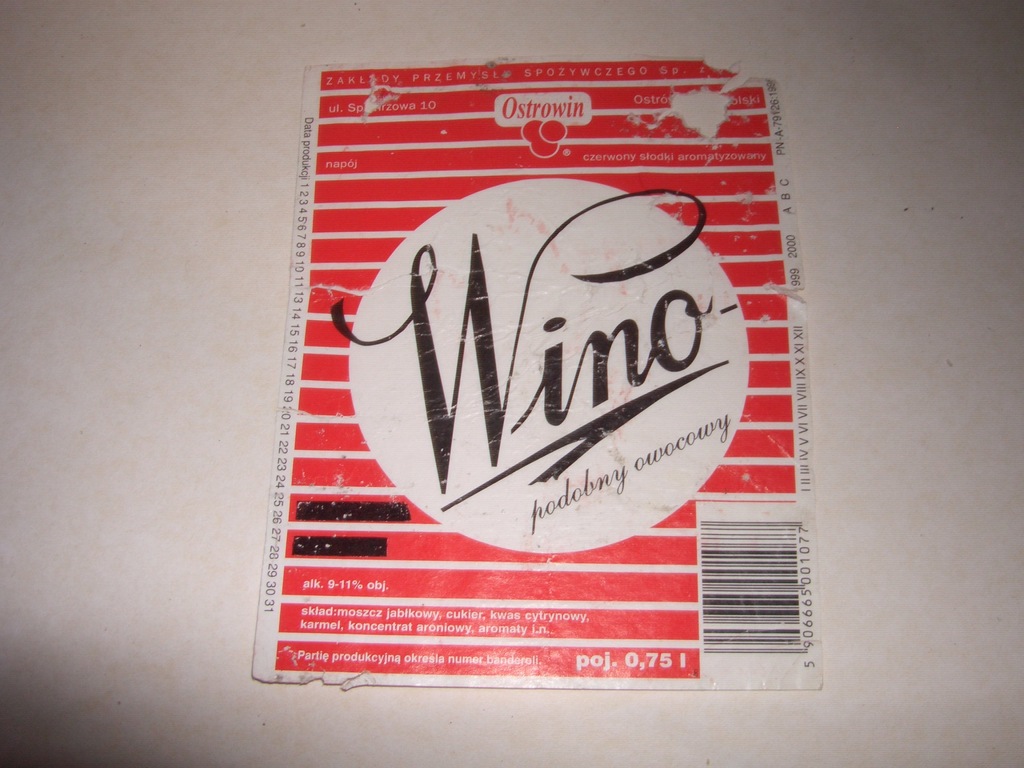 ZAKŁADY PRZEMYSŁ SPOŻYWCZEGO Sp.
ul. Sp rzowa 10
Ostrowin
®
Ostró olski
napój
czerwony słodki aromatyzowany
Wino-
podobny owocowy
alk. 9-11% obj.
skład:moszcz jabłkowy, cukier, kwas cytrynowy,
karmel, koncentrat aroniowy, aromaty i.n.
Partię produkcyjną określa numer banderoli.
poj. 0,75 l
Data produkcji 1 2 3 4 5 6 7 8 9 10 11 12 13 14 15 16 17 18 19 20 21 22 23 24 25 26 27 28 29 30 31
I II III IV V VI VII VIII IX X XI XII 999 2000 A B C PN-A-79126:199
5 906665 001077